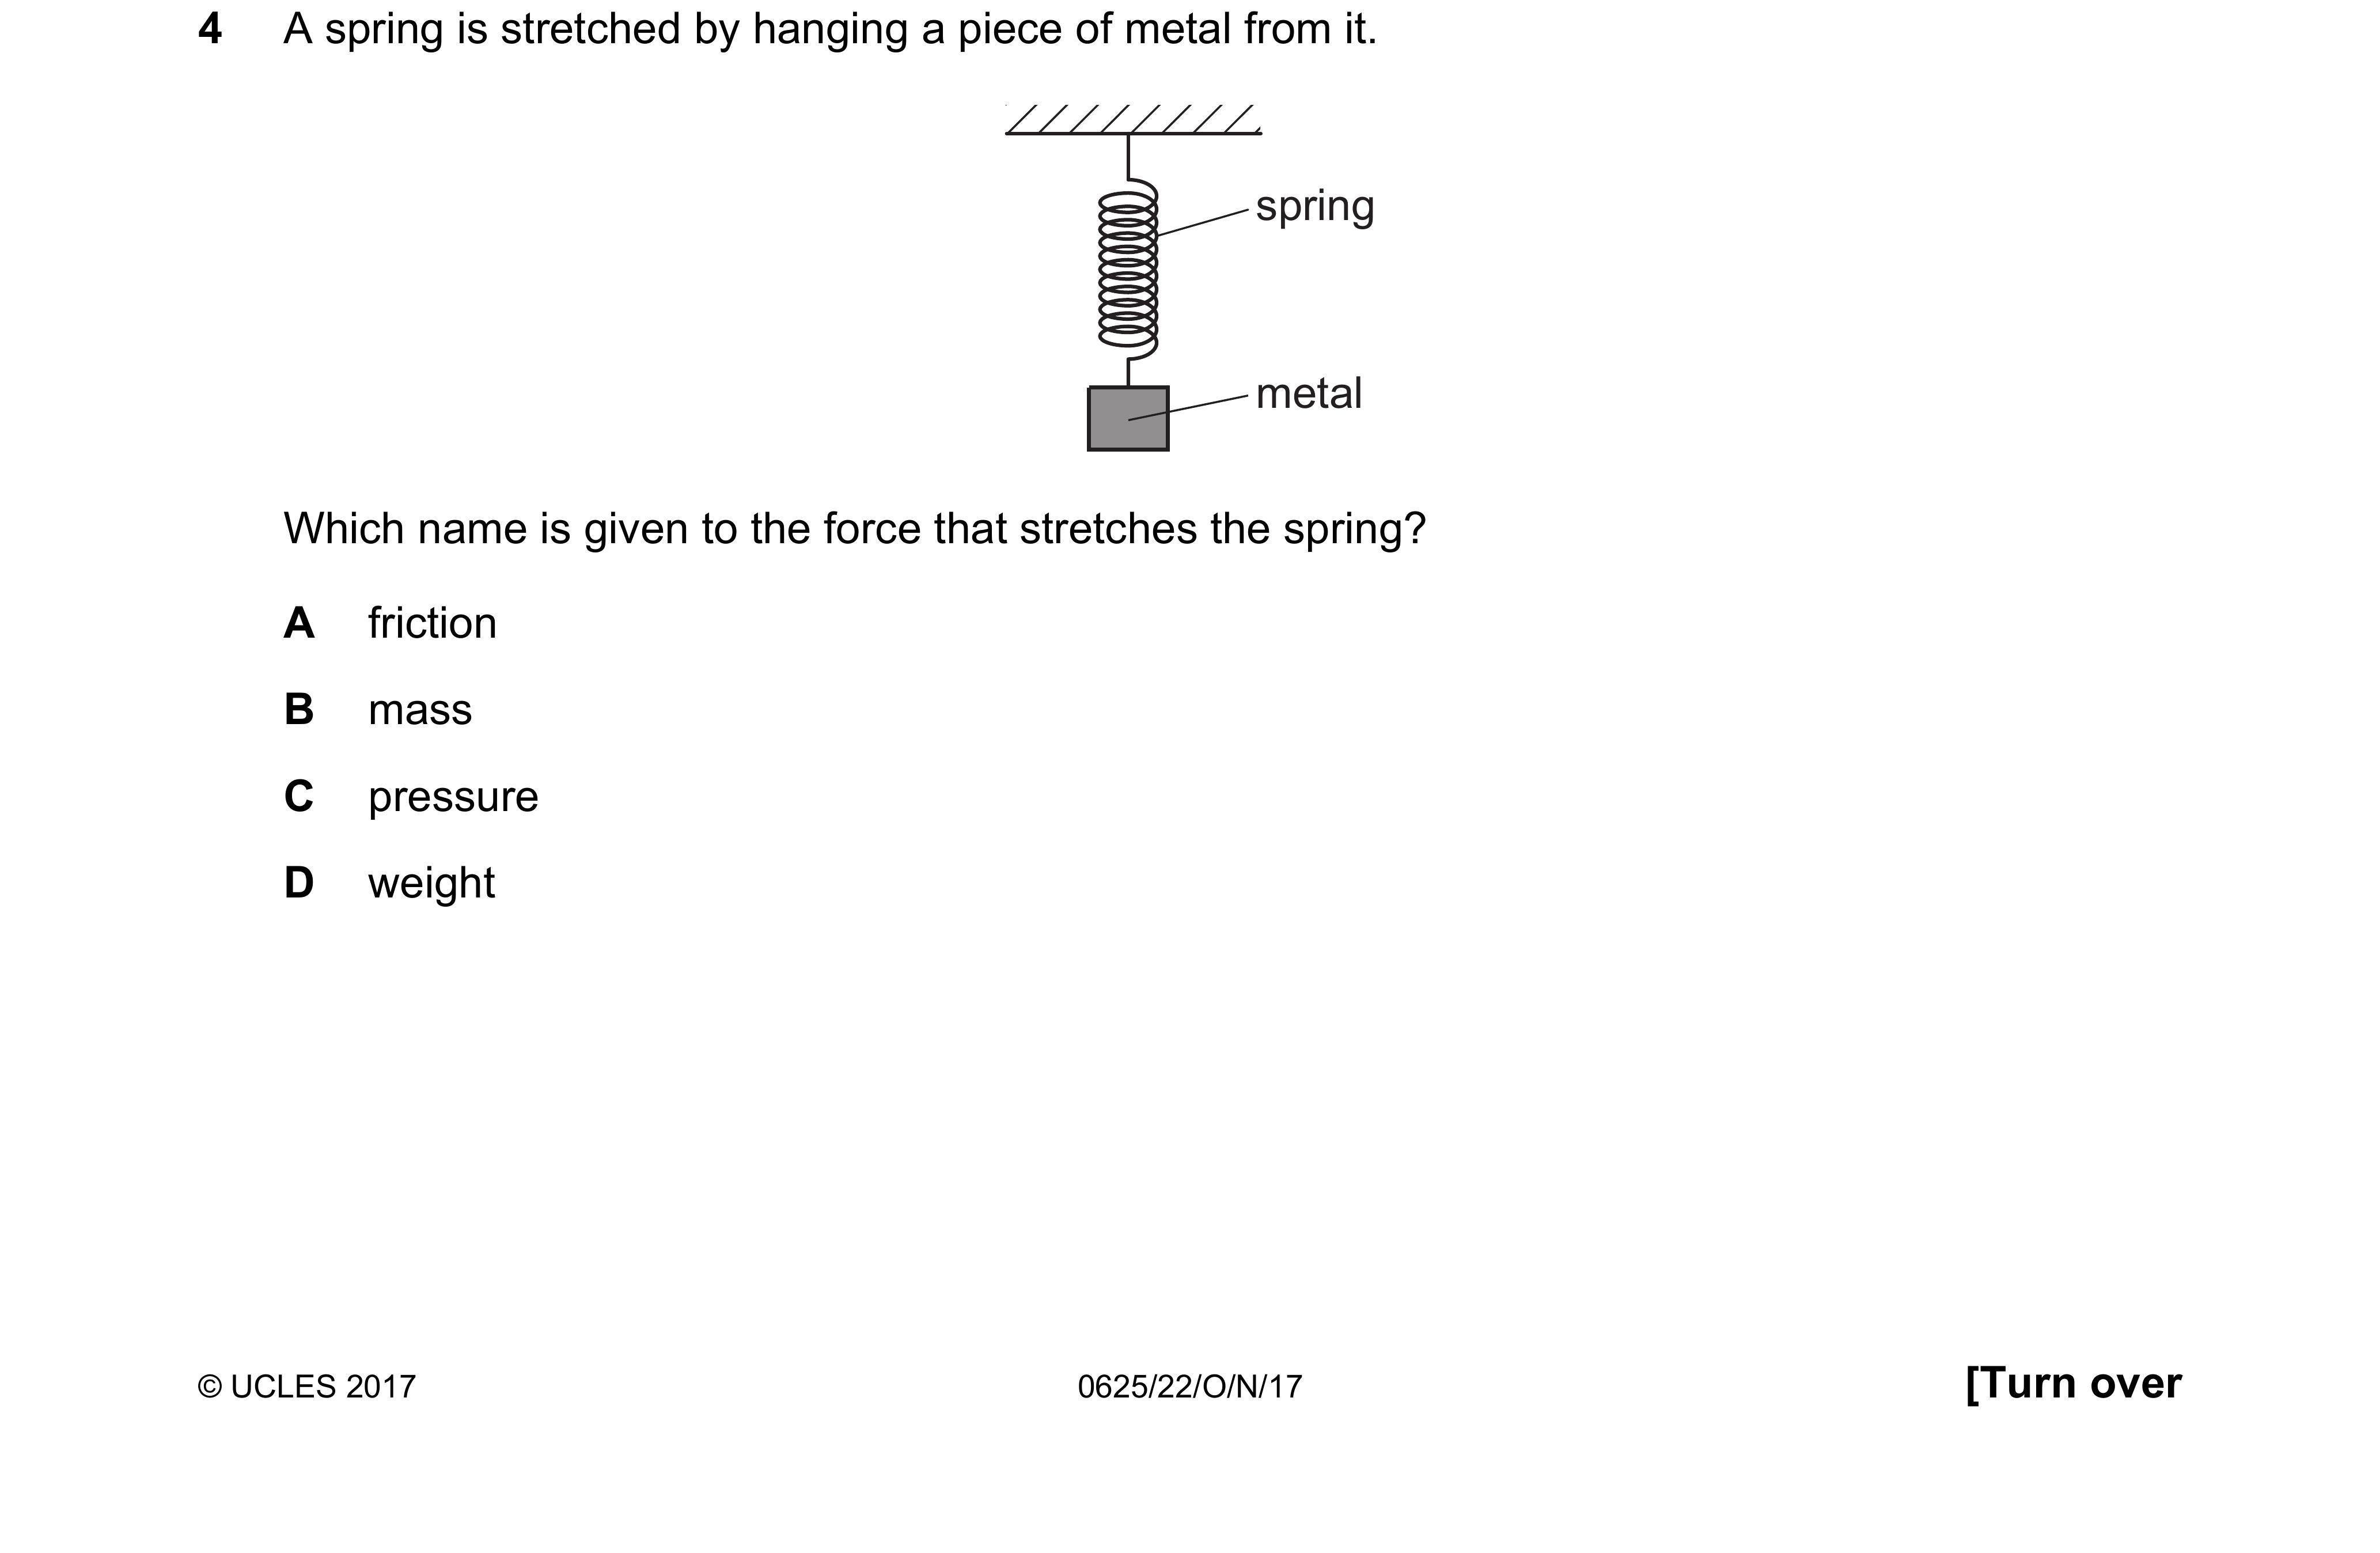 4 A spring is stretched by hanging a piece of metal from it.
spring
metal
Which name is given to the force that stretches the spring?
A friction
B mass
C pressure
D weight
© UCLES 2017 0625/22/O/N/17 [Turn over